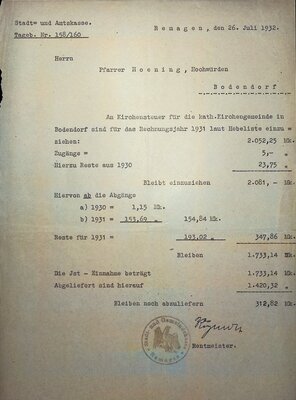 Stadt- und Amtskasse.
Remagen, den 26. Juli 1932.
Tageb. Nr. 158/160
Herrn
Pfarrer Hoening, Hochwürden
Bodendorf
An Kirchensteuer für die kath.Kirchengemeinde in
Bodendorf sind für das Rechnungsjahr 1931 laut Hebeliste einzu=
ziehen: 2.052,25 Mk.
Zugänge = 5,- Mk.
Hierzu Reste aus 1930 23,75 Mk.
Bleibt einzuziehen 2.081,- Mk.
Hiervon ab die Abgänge
a) 1930 = 1,15 Mk.
b) 1931 = 153,69 " 154,84 Mk.
Reste für 1931 = 193,02 " 347,86 Mk.
Bleiben 1.733,14 Mk.
Die Jst - Einnahme beträgt 1.733,14 Mk.
Abgeliefert sind hierauf 1.420,32 "
Bleiben noch abzuliefern 312,82 Mk.
Rentmeister.
Remagen